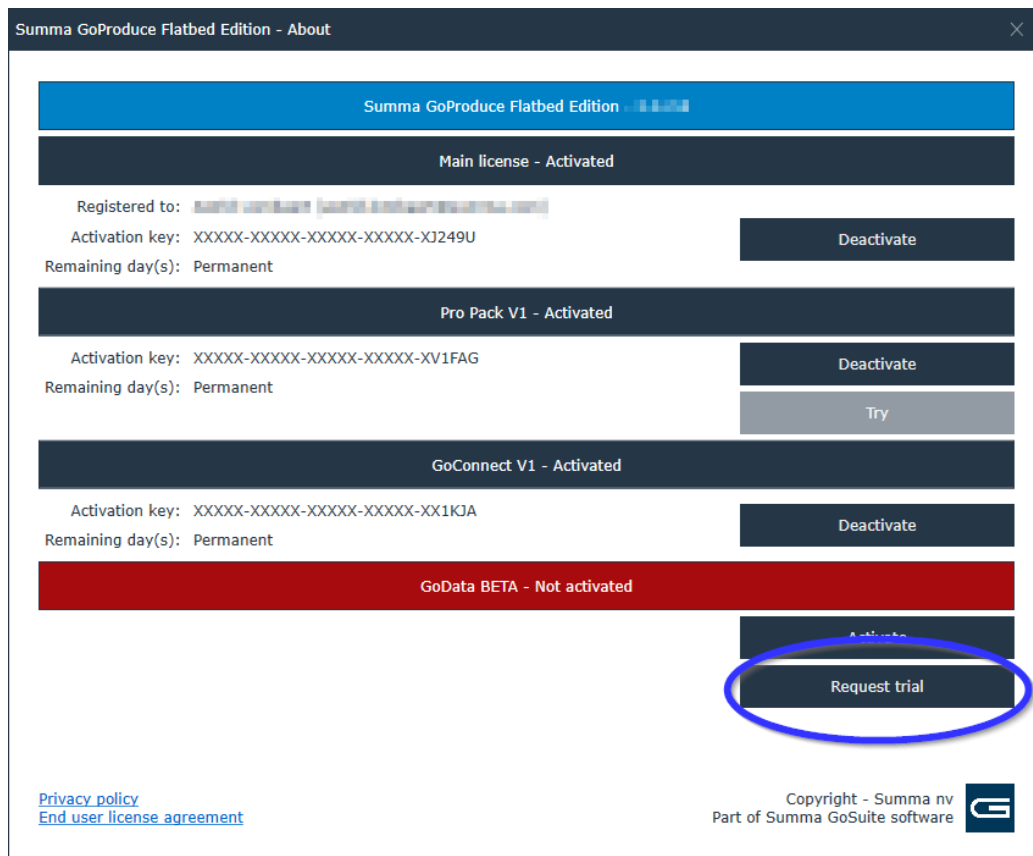 Summa GoProduce Flatbed Edition - About
Summa GoProduce Flatbed Edition -
Main license - Activated
Registered to:
Activation key: XXXXX-XXXXX-XXXXX-XXXXX-XJ249U
Deactivate
Remaining day(s): Permanent
Pro Pack V1 - Activated
Activation key: XXXXX-XXXXX-XXXXX-XXXXX-XV1FAG
Deactivate
Remaining day(s): Permanent
Try
GoConnect V1 - Activated
Activation key: XXXXX-XXXXX-XXXXX-XXXXX-XX1KJA
Deactivate
Remaining day(s): Permanent
GoData BETA - Not activated
Activate
Request trial
Privacy policy
End user license agreement
Copyright - Summa nv
Part of Summa GoSuite software